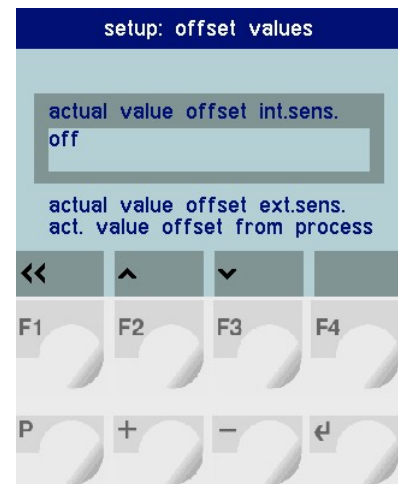 setup: offset values
actual value offset int.sens.
off
actual value offset ext.sens.
act. value offset from process
F1 F2 F3 F4
P + -